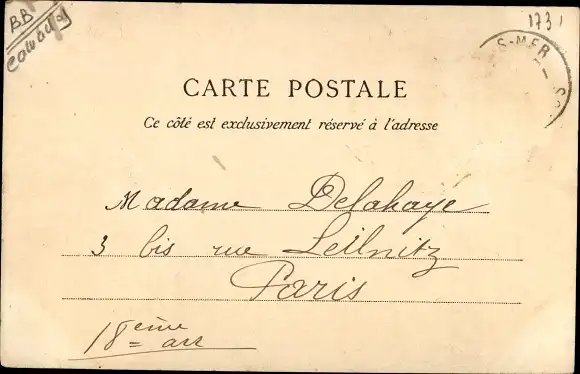 BB
1731
S-MER
CARTE POSTALE
Ce côté est exclusivement réservé à l'adresse
Madame Delahaye
3 bis rue Leibnitz
Paris
18ème arr